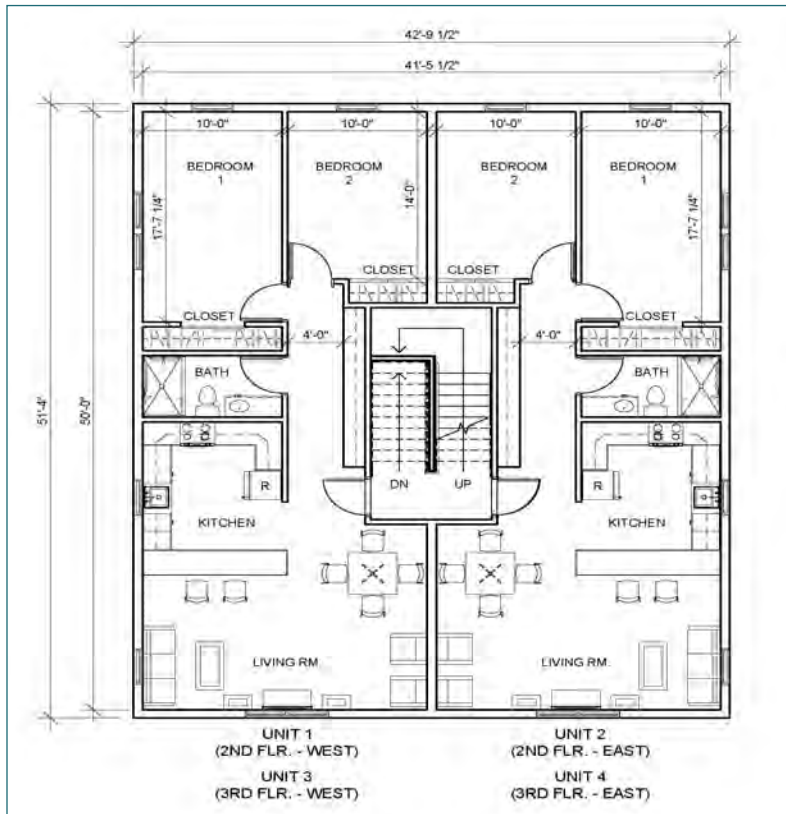 42'-9 1/2"
41'-5 1/2"
10'-0" 10'-0" 10'-0" 10'-0"
BEDROOM
1
BEDROOM
2
BEDROOM
2
BEDROOM
1
17'-7 1/4"
14'-0"
17'-7 1/4"
CLOSET CLOSET
CLOSET CLOSET
4'-0" 4'-0"
BATH BATH
51'-4"
50'-0"
R DN UP R
KITCHEN KITCHEN
LIVING RM. LIVING RM.
UNIT 1
(2ND FLR. - WEST)
UNIT 2
(2ND FLR. - EAST)
UNIT 3
(3RD FLR. - WEST)
UNIT 4
(3RD FLR. - EAST)